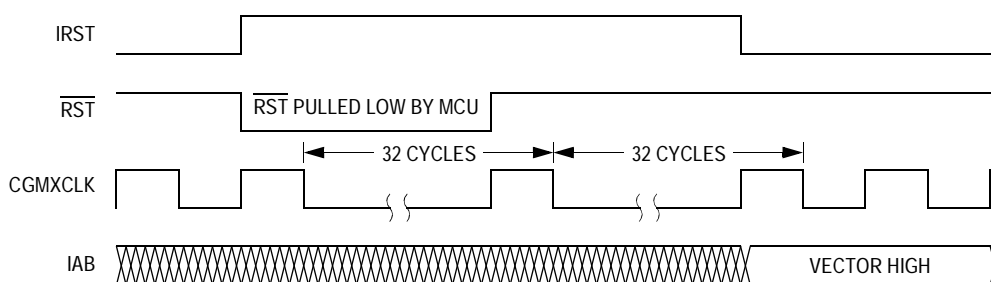 IRST
RST
RST PULLED LOW BY MCU
32 CYCLES
32 CYCLES
CGMXCLK
IAB
VECTOR HIGH